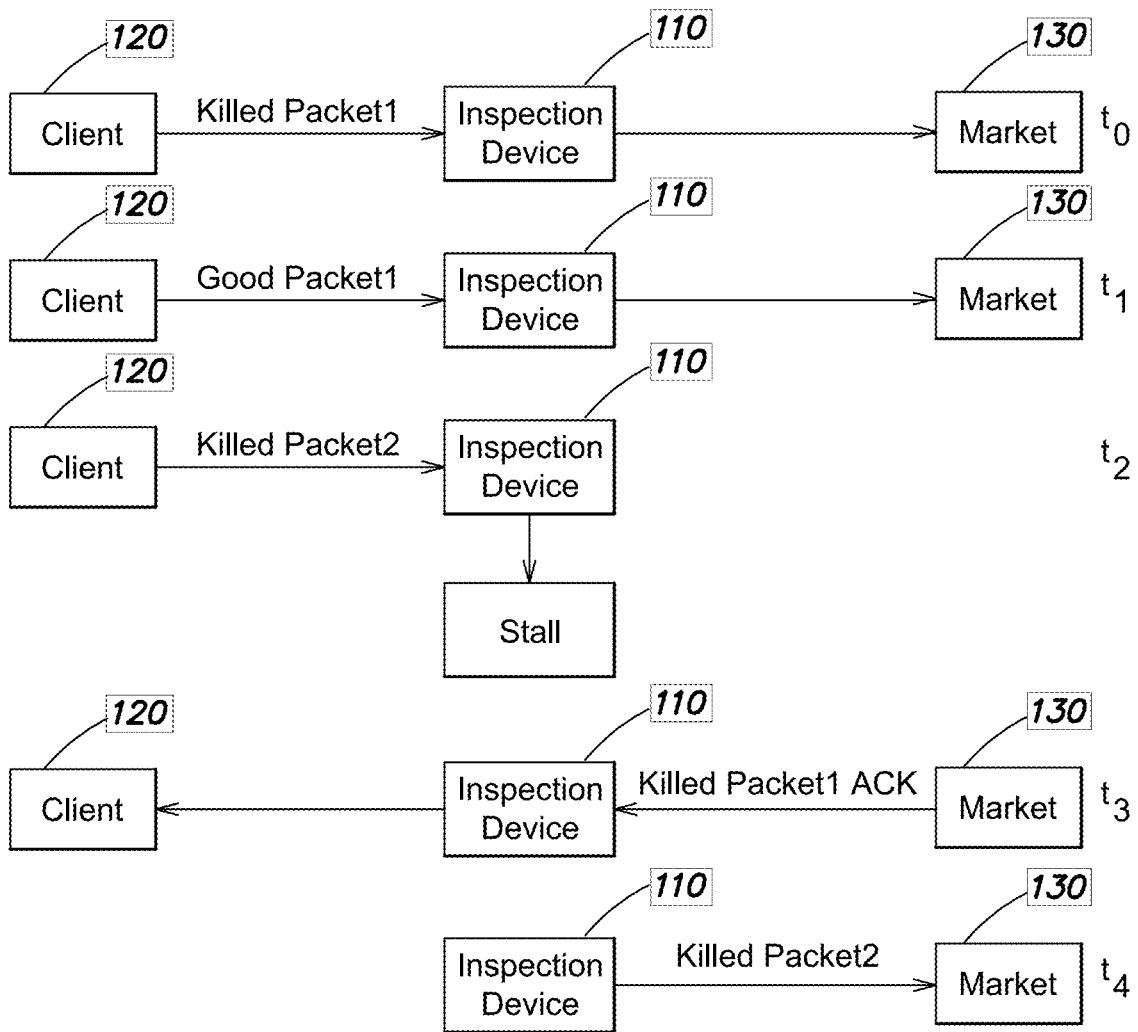 120
110
130
Client
Killed Packet1
Inspection
Device
Market
t0
120
110
130
Client
Good Packet1
Inspection
Device
Market
t1
120
110
Client
Killed Packet2
Inspection
Device
t2
Stall
120
110
130
Client
Inspection
Device
Killed Packet1 ACK
Market
t3
110
130
Inspection
Device
Killed Packet2
Market
t4